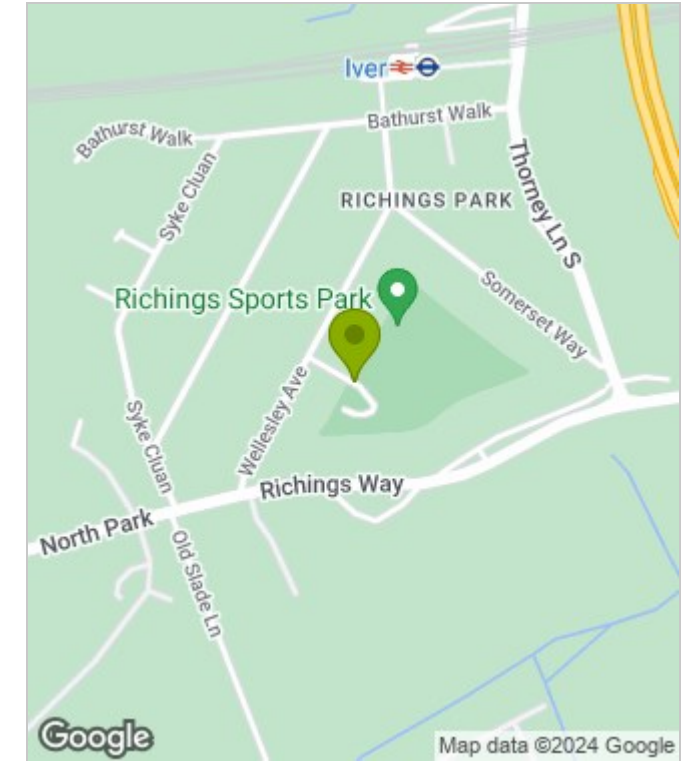 Iver
Bathurst Walk
Bathurst Walk
Syke Cluan
Thorney Ln S
RICHINGS PARK
Richings Sports Park
Somerset Way
Wellesley Ave
Syke Cluan
Richings Way
North Park
Old Slade Ln
Google
Map data ©2024 Google